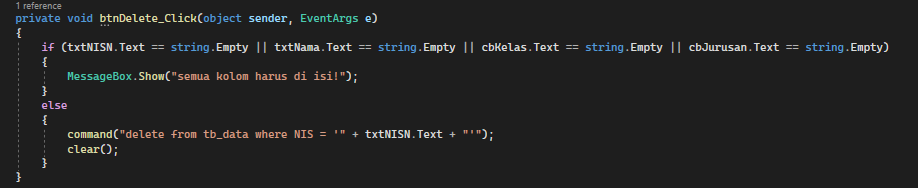 1 reference
private void btnDelete_Click(object sender, EventArgs e)
{
if (txtNISN.Text == string.Empty || txtNama.Text == string.Empty || cbKelas.Text == string.Empty || cbJurusan.Text == string.Empty)
{
MessageBox.Show("semua kolom harus di isi!");
}
else
{
command("delete from tb_data where NIS = '" + txtNISN.Text + "'");
clear();
}
}